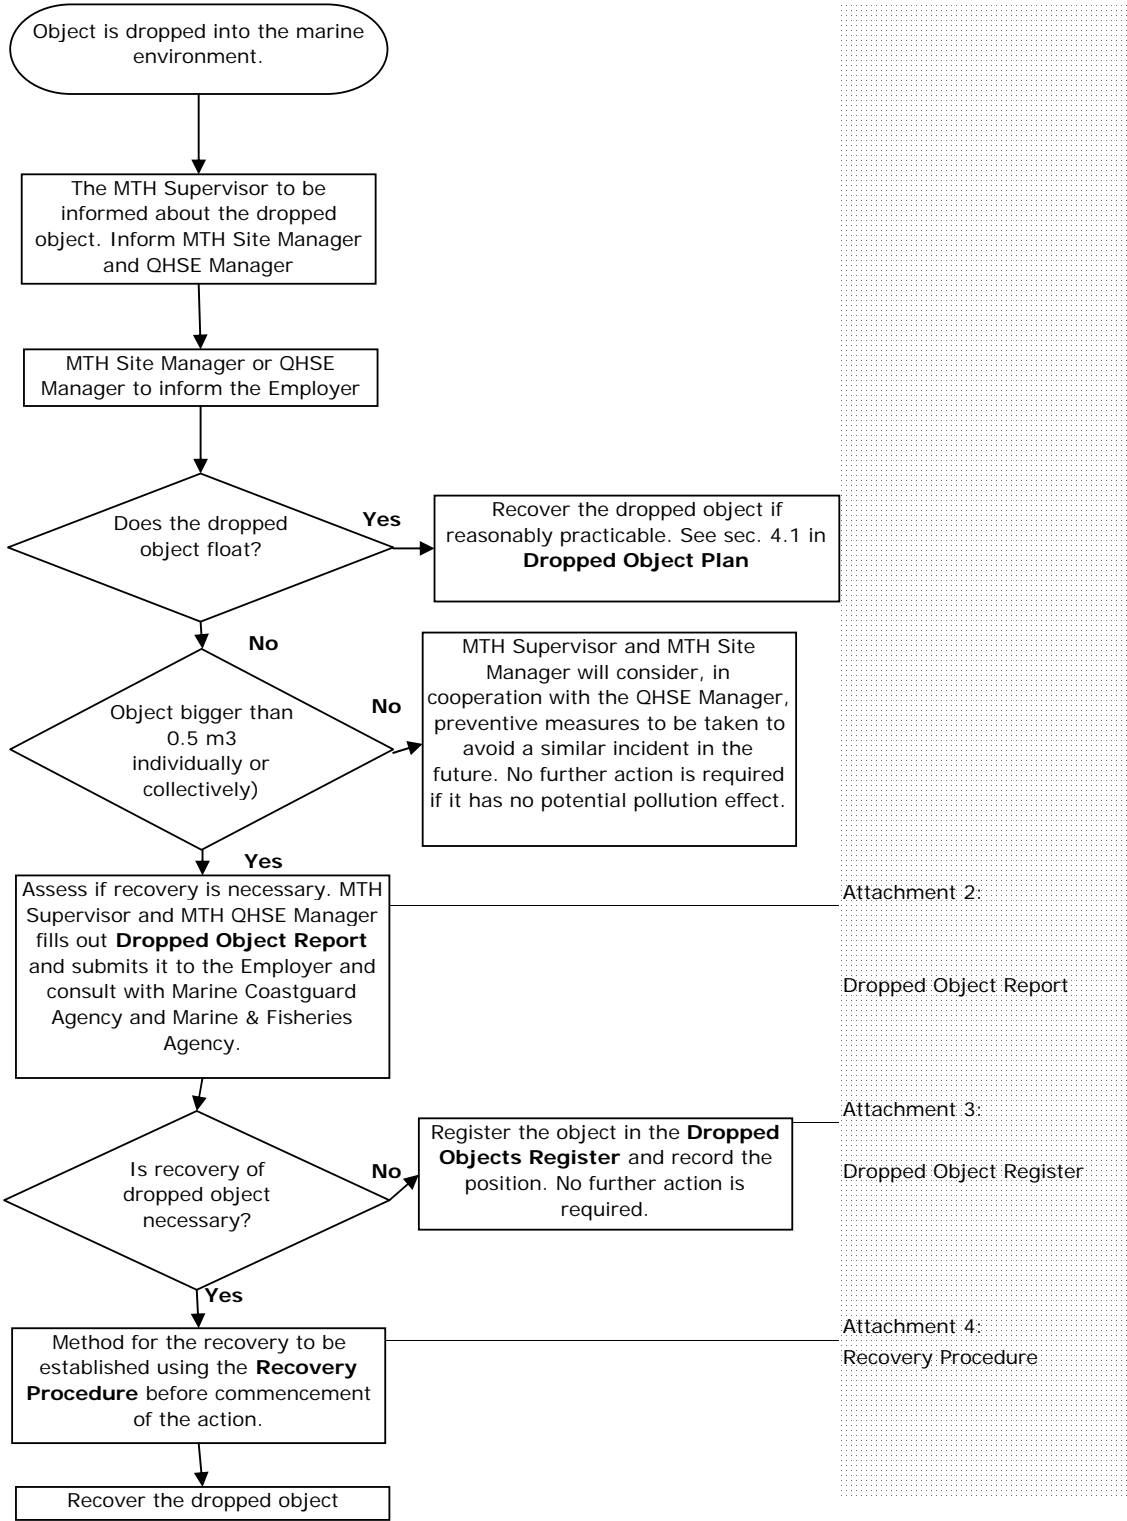 Object is dropped into the marine
environment.
The MTH Supervisor to be
informed about the dropped
object. Inform MTH Site Manager
and QHSE Manager
MTH Site Manager or QHSE
Manager to inform the Employer
Does the dropped
object float?
Yes
Recover the dropped object if
reasonably practicable. See sec. 4.1 in
Dropped Object Plan
No
Object bigger than
0.5 m3
individually or
collectively)
No
MTH Supervisor and MTH Site
Manager will consider, in
cooperation with the QHSE Manager,
preventive measures to be taken to
avoid a similar incident in the
future. No further action is required
if it has no potential pollution effect.
Yes
Assess if recovery is necessary. MTH
Supervisor and MTH QHSE Manager
fills out Dropped Object Report
and submits it to the Employer and
consult with Marine Coastguard
Agency and Marine & Fisheries
Agency.
Attachment 2:
Dropped Object Report
Is recovery of
dropped object
necessary?
No
Register the object in the Dropped
Objects Register and record the
position. No further action is
required.
Attachment 3:
Dropped Object Register
Yes
Method for the recovery to be
established using the Recovery
Procedure before commencement
of the action.
Attachment 4:
Recovery Procedure
Recover the dropped object